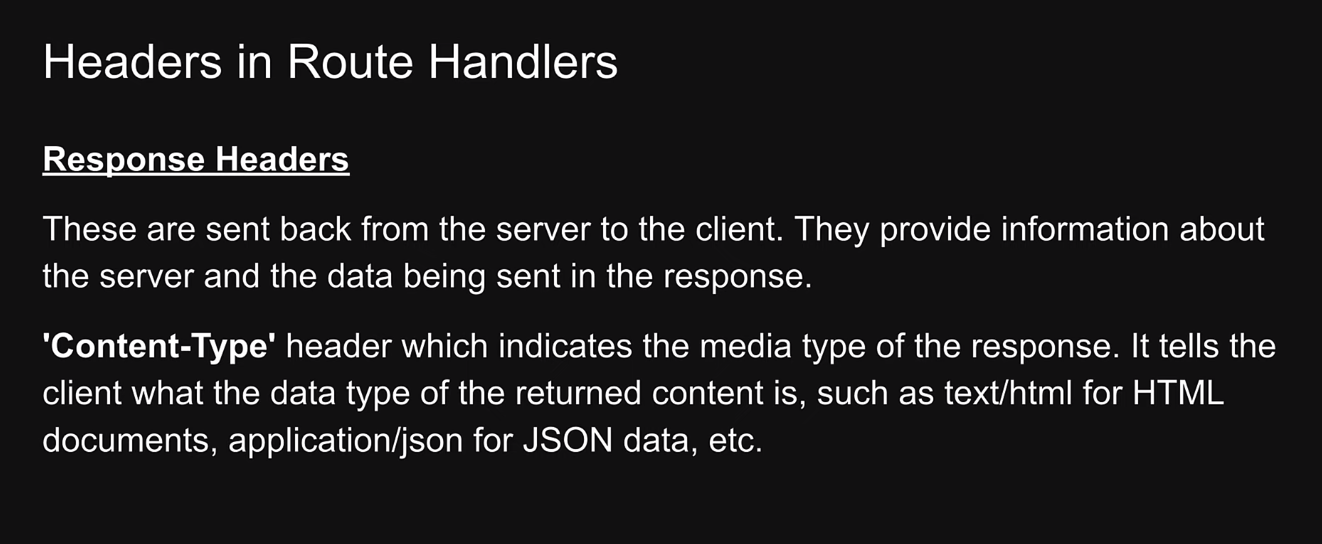 Headers in Route Handlers
Response Headers
These are sent back from the server to the client. They provide information about
the server and the data being sent in the response.
'Content-Type' header which indicates the media type of the response. It tells the
client what the data type of the returned content is, such as text/html for HTML
documents, application/json for JSON data, etc.